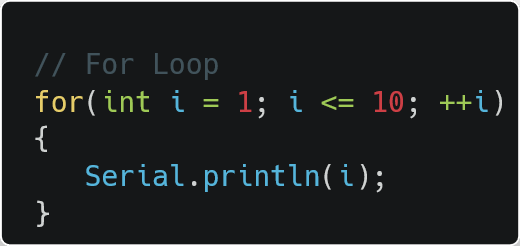 // For Loop
for(int i = 1; i <= 10; ++i)
{
   Serial.println(i);
}